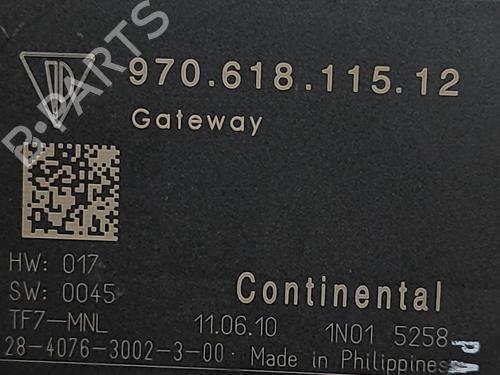 970.618.115.12
Gateway
B-PARTS
HW: 017
SW: 0045
Continental
TF7-MNL 11.06.10 1N01 5258
28-4076-3002-3-00 Made in Philippines